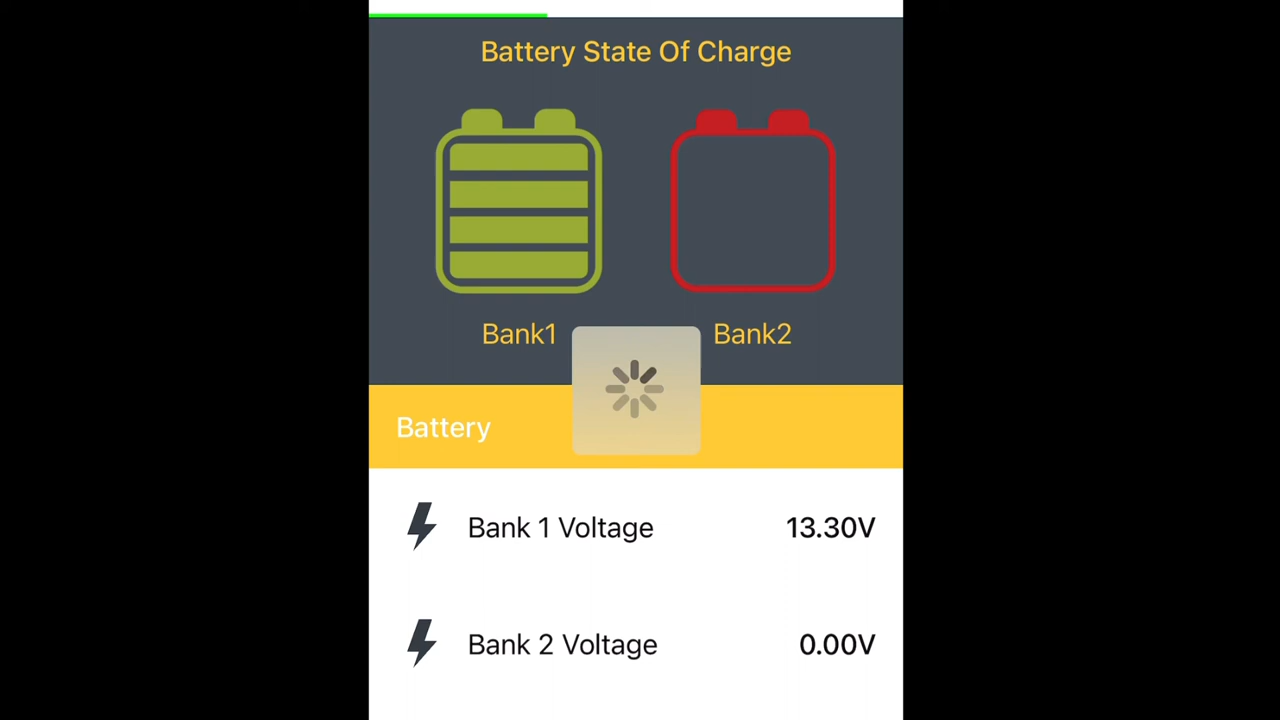 Battery State Of Charge
Bank1 Bank2
Battery
Bank 1 Voltage 13.30V
Bank 2 Voltage 0.00V